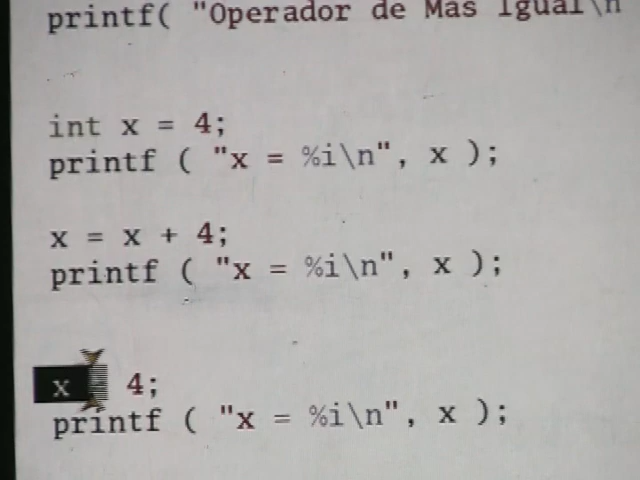 printf( "Operador de Mas Igual\n
int x = 4;
printf ( "x = %i\n", x );
x = x + 4;
printf ( "x = %i\n", x );
x 4;
printf ( "x = %i\n", x );